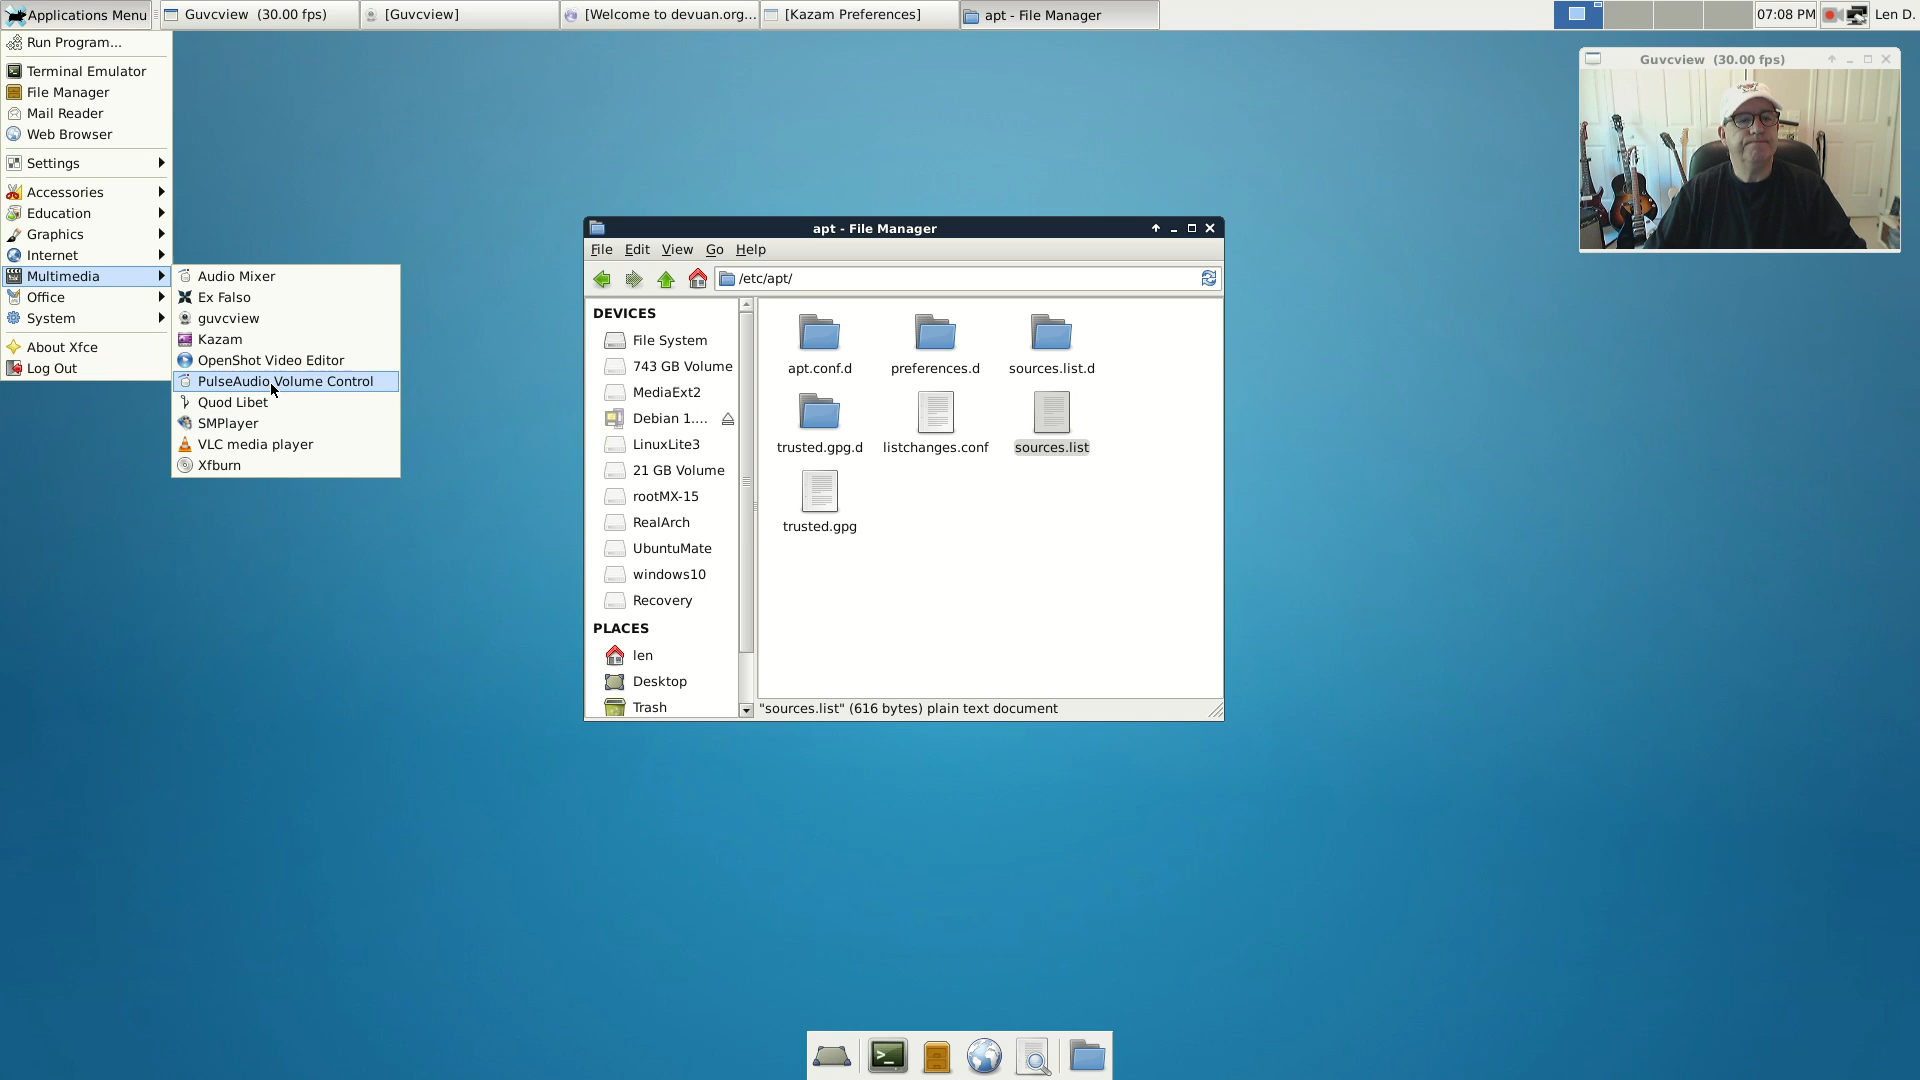 Applications Menu
Guvcview  (30.00 fps)
[Guvcview]
[Welcome to devuan.org...
[Kazam Preferences]
apt - File Manager
07:08 PM
Len D.
Run Program...
Terminal Emulator
File Manager
Mail Reader
Web Browser
Settings
Accessories
Education
Graphics
Internet
Multimedia
Office
System
About Xfce
Log Out
Audio Mixer
Ex Falso
guvcview
Kazam
OpenShot Video Editor
PulseAudio Volume Control
Quod Libet
SMPlayer
VLC media player
Xfburn
Guvcview  (30.00 fps)
apt - File Manager
File Edit View Go Help
/etc/apt/
DEVICES
File System
743 GB Volume
MediaExt2
Debian 1....
LinuxLite3
21 GB Volume
rootMX-15
RealArch
UbuntuMate
windows10
Recovery
PLACES
len
Desktop
Trash
apt.conf.d
preferences.d
sources.list.d
trusted.gpg.d
listchanges.conf
sources.list
trusted.gpg
"sources.list" (616 bytes) plain text document